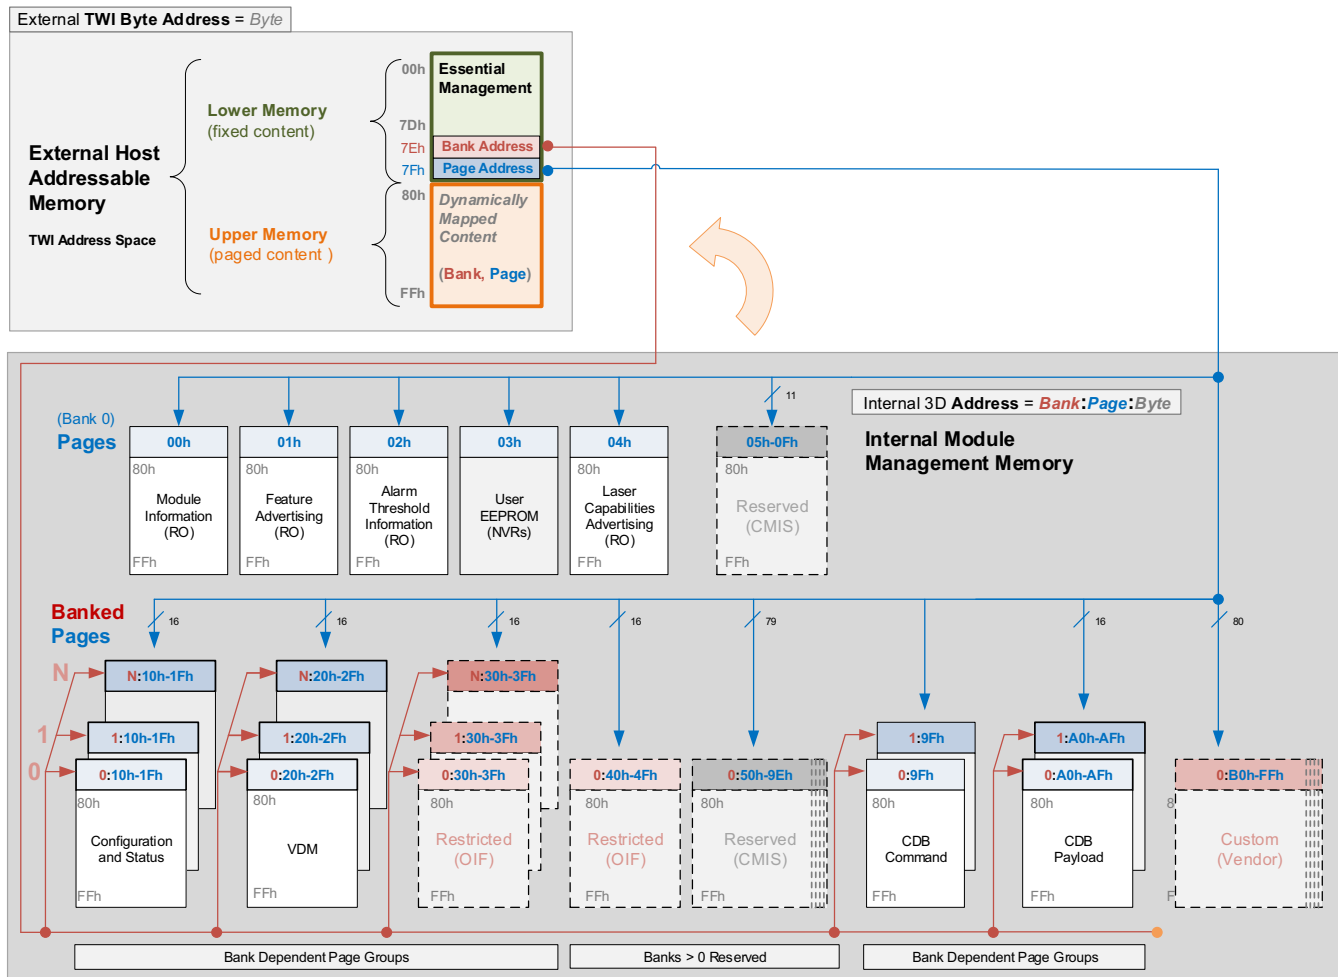 External TWI Byte Address = Byte
00h
Essential
Management
Lower Memory
(fixed content)
7Dh
7Eh
Bank Address
7Fh
Page Address
External Host
Addressable
Memory
TWI Address Space
80h
Dynamically
Mapped
Content
Upper Memory
(paged content )
(Bank, Page)
FFh
11
Internal 3D Address = Bank:Page:Byte
(Bank 0)
Pages
Internal Module
Management Memory
00h
80h
Module
Information
(RO)
FFh
01h
80h
Feature
Advertising
(RO)
FFh
02h
80h
Alarm
Threshold
Information
(RO)
FFh
03h
80h
User
EEPROM
(NVRs)
FFh
04h
80h
Laser
Capabilities
Advertising
(RO)
FFh
05h-0Fh
80h
Reserved
(CMIS)
FFh
Banked
Pages
16
16
16
16
79
16
80
N
N:10h-1Fh
N:20h-2Fh
N:30h-3Fh
1
1:10h-1Fh
1:20h-2Fh
1:30h-3Fh
1:9Fh
1:A0h-AFh
0
0:10h-1Fh
80h
Configuration
and Status
FFh
0:20h-2Fh
80h
VDM
FFh
0:30h-3Fh
80h
Restricted
(OIF)
FFh
0:40h-4Fh
80h
Restricted
(OIF)
FFh
0:50h-9Eh
80h
Reserved
(CMIS)
FFh
0:9Fh
80h
CDB
Command
FFh
0:A0h-AFh
80h
CDB
Payload
FFh
0:B0h-FFh
8
Custom
(Vendor)
F
Bank Dependent Page Groups
Banks > 0 Reserved
Bank Dependent Page Groups